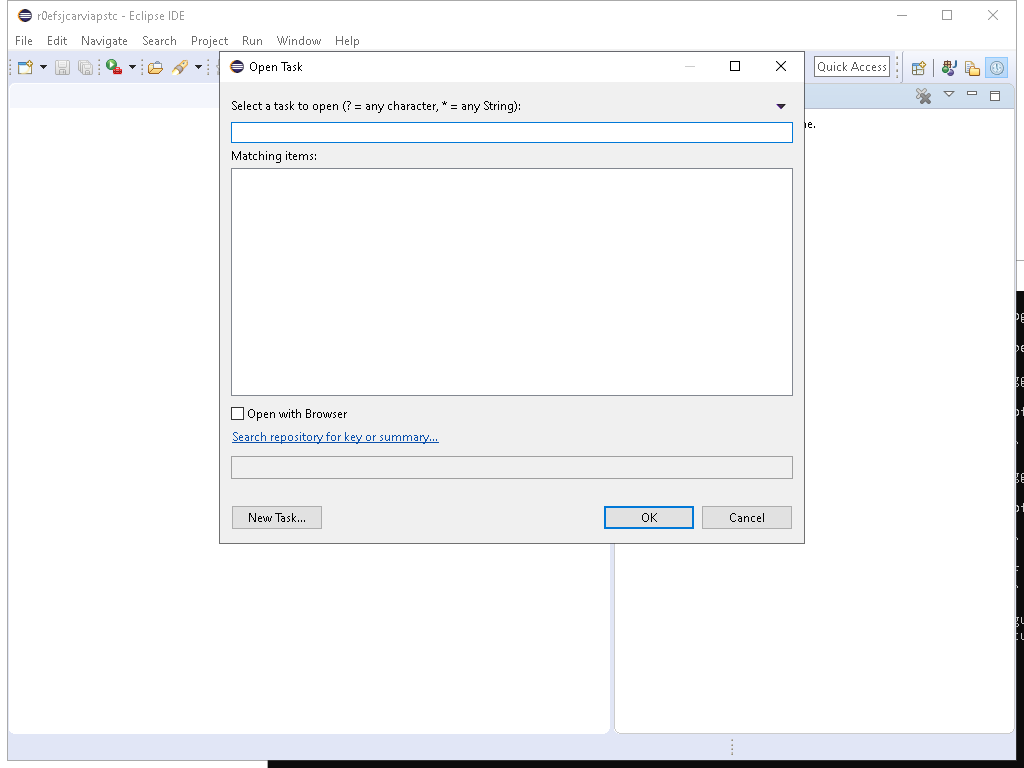 r0efsjcarviapstc - Eclipse IDE
File Edit Navigate Search Project Run Window Help
Open Task
Quick Access
Select a task to open (? = any character, * = any String):
Matching items:
Open with Browser
Search repository for key or summary...
New Task... OK Cancel